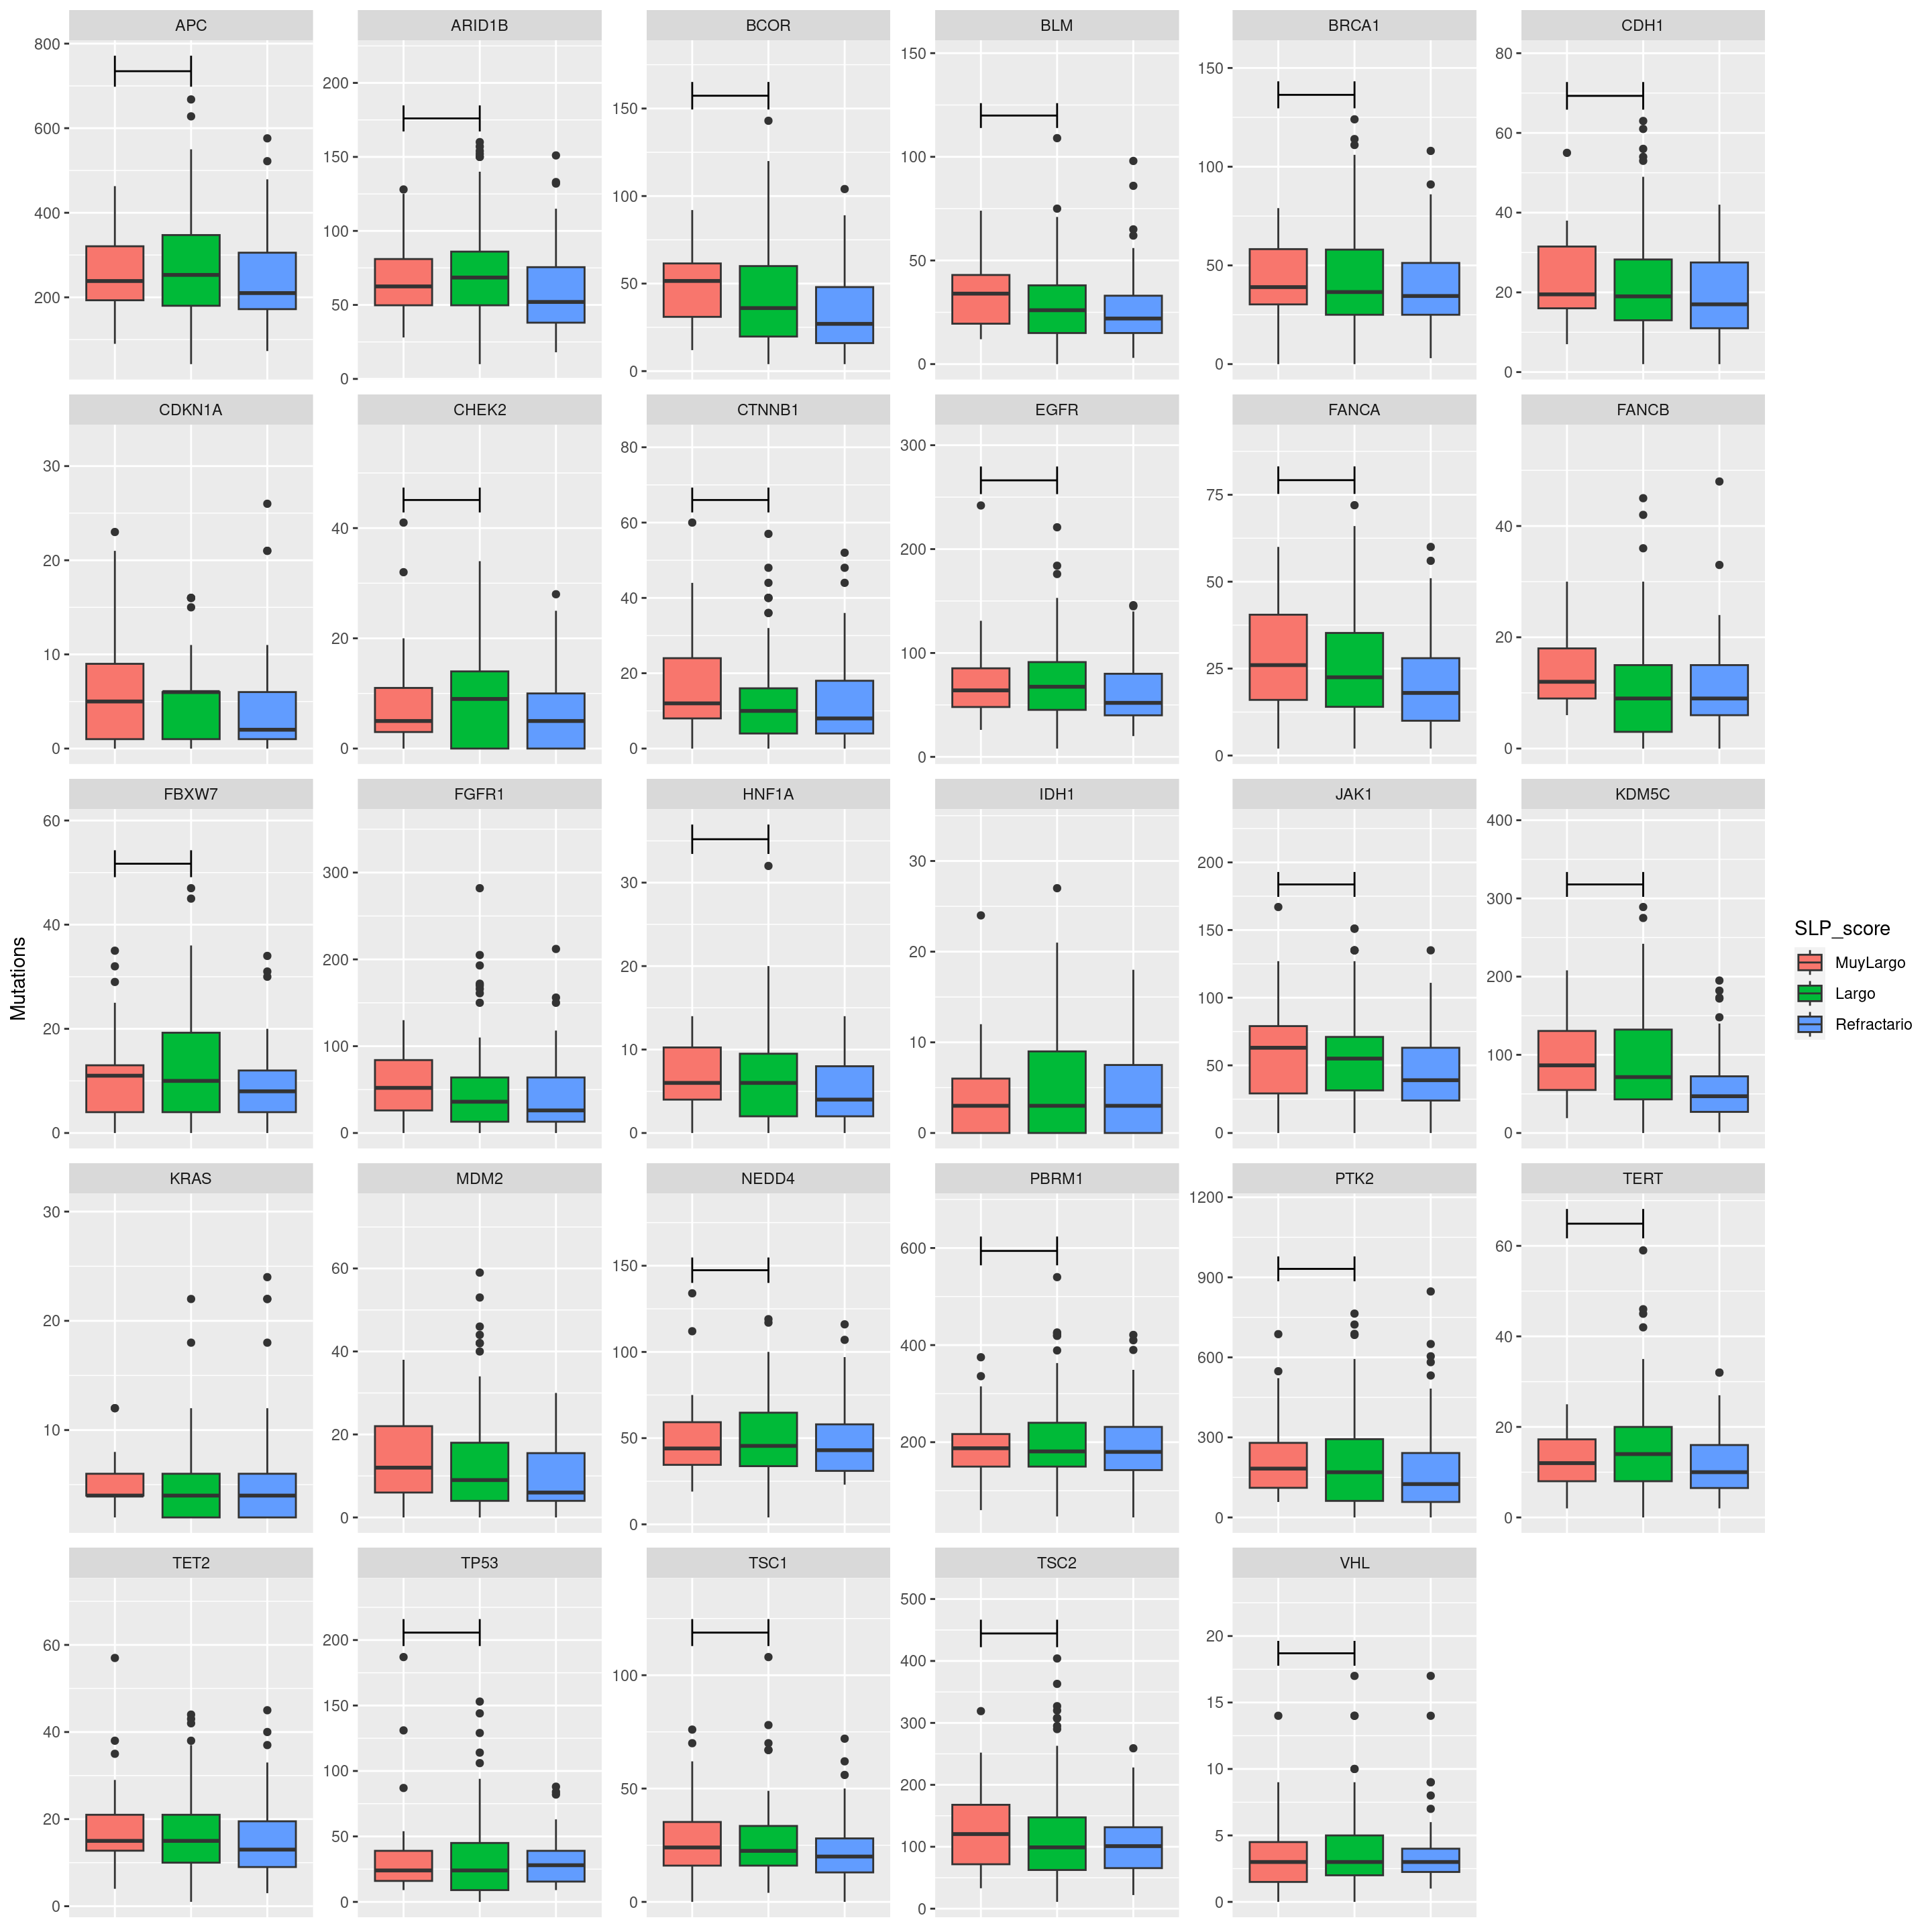 APC ARID1B BCOR BLM BRCA1 CDH1
800 600 400 200
200 150 100 50 0
150 100 50 0
150 100 50 0
150 100 50 0
80 60 40 20 0
CDKN1A CHEK2 CTNNB1 EGFR FANCA FANCB
30 20 10 0
40 20 0
80 60 40 20 0
300 200 100 0
75 50 25 0
40 20 0
FBXW7 FGFR1 HNF1A IDH1 JAK1 KDM5C
60 40 20 0
300 200 100 0
30 20 10 0
30 20 10 0
200 150 100 50 0
400 300 200 100 0
KRAS MDM2 NEDD4 PBRM1 PTK2 TERT
30 20 10
60 40 20 0
150 100 50 0
600 400 200
1200 900 600 300 0
60 40 20 0
TET2 TP53 TSC1 TSC2 VHL
60 40 20 0
200 150 100 50 0
100 50 0
500 400 300 200 100 0
20 15 10 5 0
Mutations
SLP_score
MuyLargo
Largo
Refractario